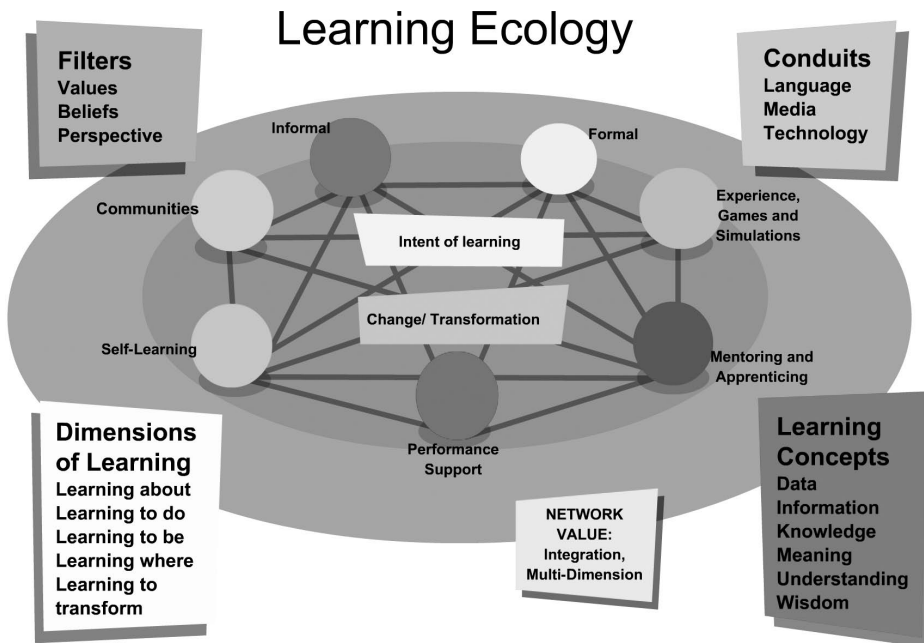 Learning Ecology
Filters
Values
Beliefs
Perspective
Conduits
Language
Media
Technology
Informal
Formal
Communities
Experience,
Games and
Simulations
Intent of learning
Change/ Transformation
Self-Learning
Mentoring and
Apprenticing
Performance
Support
Dimensions
of Learning
Learning about
Learning to do
Learning to be
Learning where
Learning to
transform
NETWORK
VALUE:
Integration,
Multi-Dimension
Learning
Concepts
Data
Information
Knowledge
Meaning
Understanding
Wisdom